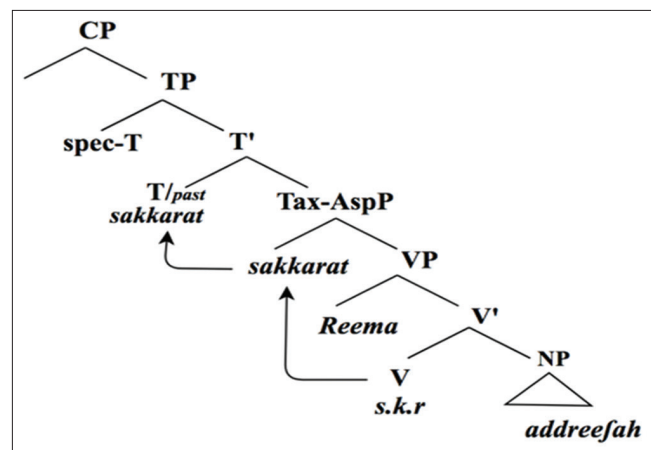 CP
TP
spec-T
T'
T/past
sakkarat
Tax-AspP
sakkarat
VP
Reema
V'
V
NP
s.k.r
addreeʃah